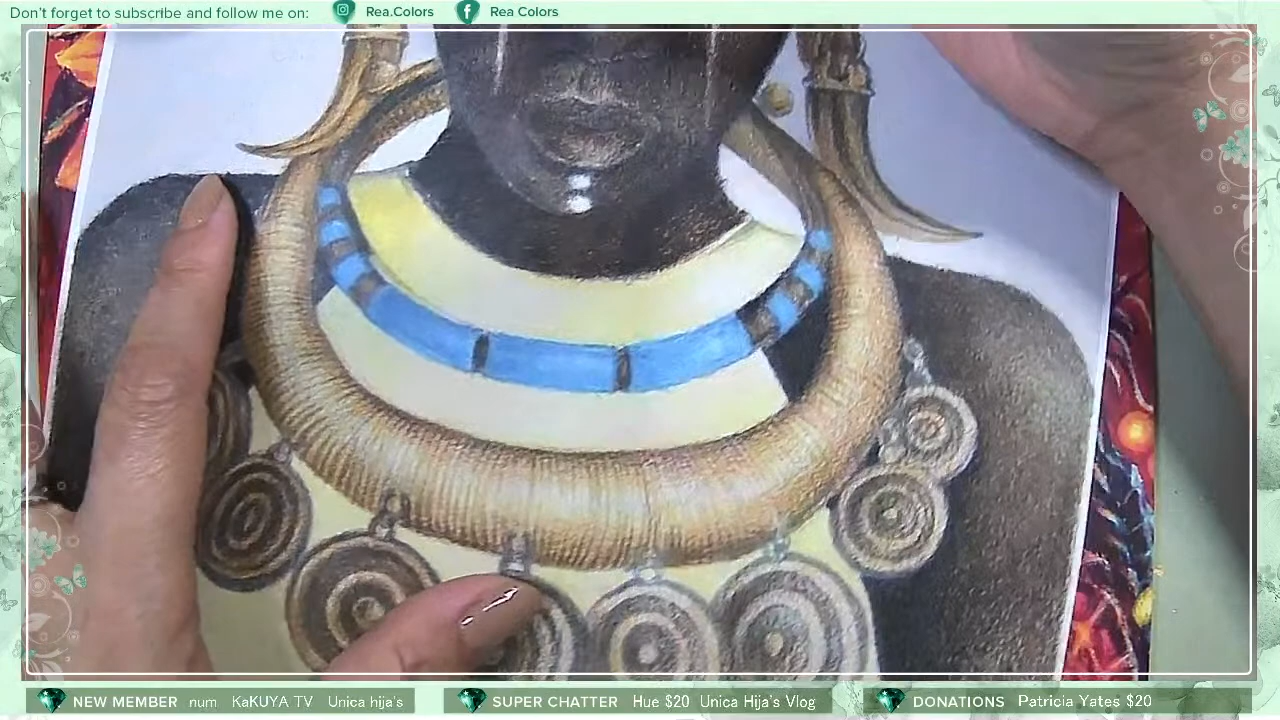 Don't forget to subscribe and follow me on: Rea.Colors Rea Colors
NEW MEMBER num KaKUYA TV Unica hija's SUPER CHATTER Hue $20 Unica Hija's Vlog DONATIONS Patricia Yates $20